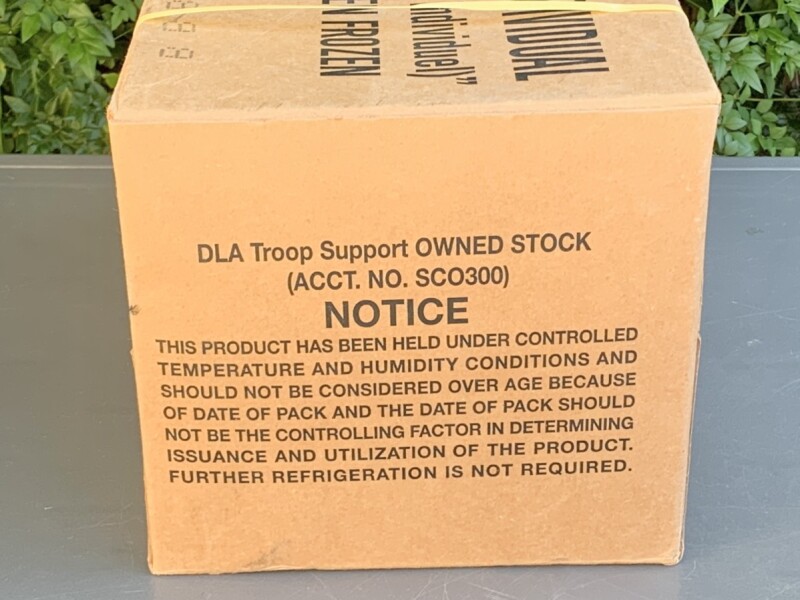 NVIDUAL
ndividually"
EN FROZEN
DLA Troop Support OWNED STOCK
(ACCT. NO. SCO300)
NOTICE
THIS PRODUCT HAS BEEN HELD UNDER CONTROLLED
TEMPERATURE AND HUMIDITY CONDITIONS AND
SHOULD NOT BE CONSIDERED OVER AGE BECAUSE
OF DATE OF PACK AND THE DATE OF PACK SHOULD
NOT BE THE CONTROLLING FACTOR IN DETERMINING
ISSUANCE AND UTILIZATION OF THE PRODUCT.
FURTHER REFRIGERATION IS NOT REQUIRED.